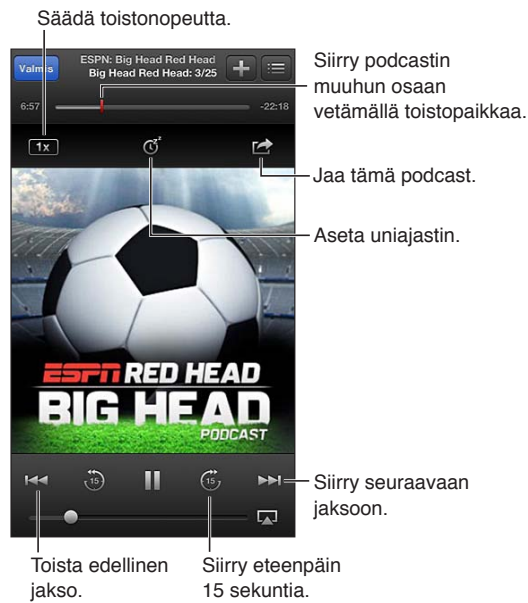 Säädä toistonopeutta.
Valmis
ESPN: Big Head Red Head
Big Head Red Head: 3/25
6:57
-22:18
Siirry podcastin
muuhun osaan
vetämällä toistopaikkaa.
1x
Jaa tämä podcast.
Aseta uniajastin.
ESPN RED HEAD
BIG HEAD
PODCAST
15
15
Siirry seuraavaan
jaksoon.
Toista edellinen
jakso.
Siirry eteenpäin
15 sekuntia.